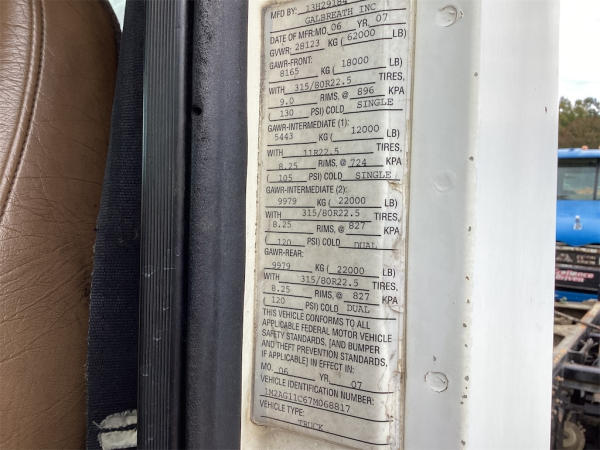 MFD BY: 13H29184
GALBREATH INC
DATE OF MFR: MO. 06 YR. 07
GVWR: 28123 KG ( 62000 LB)
GAWR-FRONT:
8165 KG ( 18000 LB)
WITH 315/80R22.5 TIRES,
9.0 RIMS, @ 896 KPA
( 130 PSI) COLD SINGLE
GAWR-INTERMEDIATE (1):
5443 KG ( 12000 LB)
WITH 11R22.5 TIRES,
8.25 RIMS, @ 724 KPA
( 105 PSI) COLD SINGLE
GAWR-INTERMEDIATE (2):
9979 KG ( 22000 LB)
WITH 315/80R22.5 TIRES,
8.25 RIMS, @ 827 KPA
( 120 PSI) COLD DUAL
GAWR-REAR:
9979 KG ( 22000 LB)
WITH 315/80R22.5 TIRES,
8.25 RIMS, @ 827 KPA
( 120 PSI) COLD DUAL
THIS VEHICLE CONFORMS TO ALL
APPLICABLE FEDERAL MOTOR VEHICLE
SAFETY STANDARDS, [AND BUMPER
AND THEFT PREVENTION STANDARDS,
IF APPLICABLE] IN EFFECT IN:
MO. 06 YR. 07
VEHICLE IDENTIFICATION NUMBER:
1M2AG11C67M068817
VEHICLE TYPE:
TRUCK